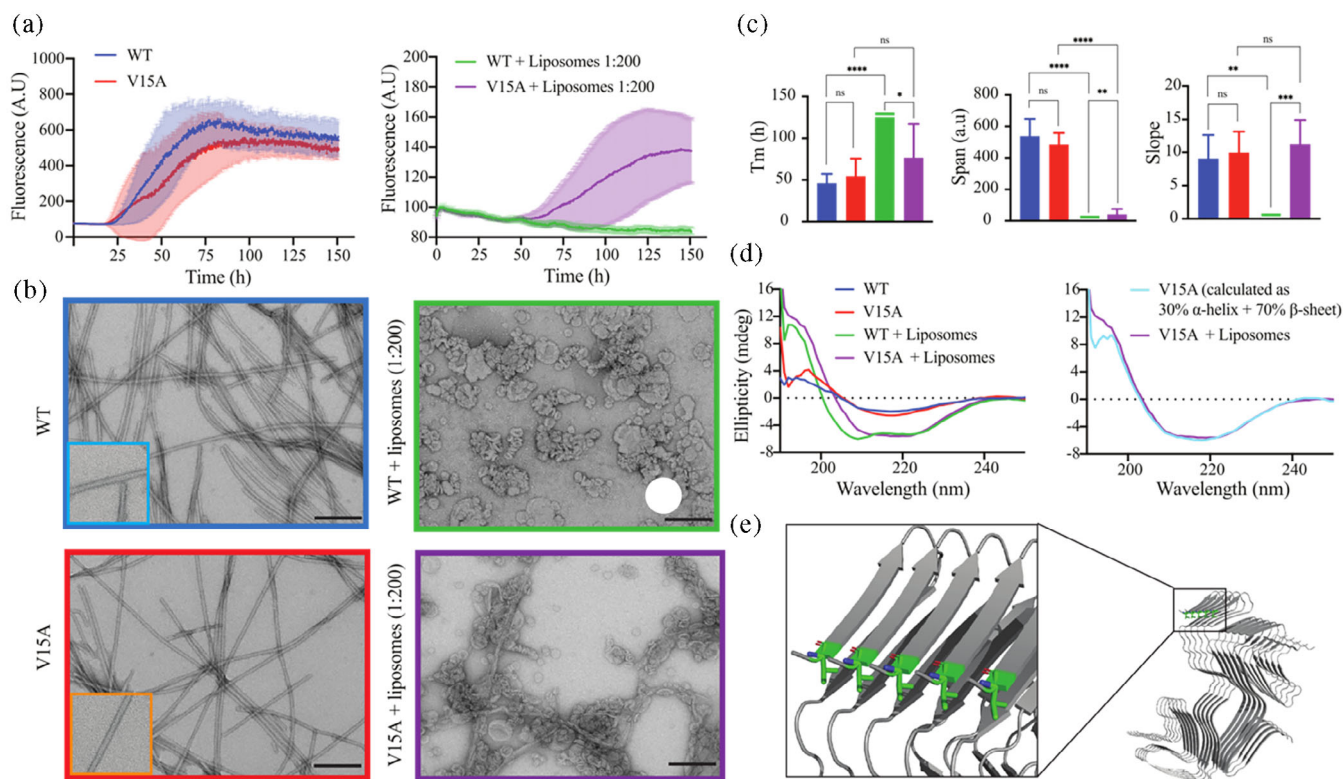 (a)
Fluorescence (A.U)
1000
800
600
400
200
0
WT
V15A
25 50 75 100 125 150
Time (h)
Fluorescence (A.U)
200
180
160
140
120
100
80
WT + Liposomes 1:200
V15A + Liposomes 1:200
0 25 50 75 100 125 150
Time (h)
(b)
WT
WT + liposomes (1:200)
V15A
V15A + liposomes (1:200)
(c)
Tm (h)
150
100
50
0
ns
****
ns
*
Span (a.u)
800
600
400
200
0
****
****
ns
**
Slope
20
15
10
5
0
ns
**
ns
***
(d)
Ellipticity (mdeg)
16
12
8
4
0
-4
-8
WT
V15A
WT + Liposomes
V15A + Liposomes
200 220 240
Wavelength (nm)
16
12
8
4
0
-4
-8
V15A (calculated as
30% α-helix + 70% β-sheet)
V15A + Liposomes
200 220 240
Wavelength (nm)
(e)